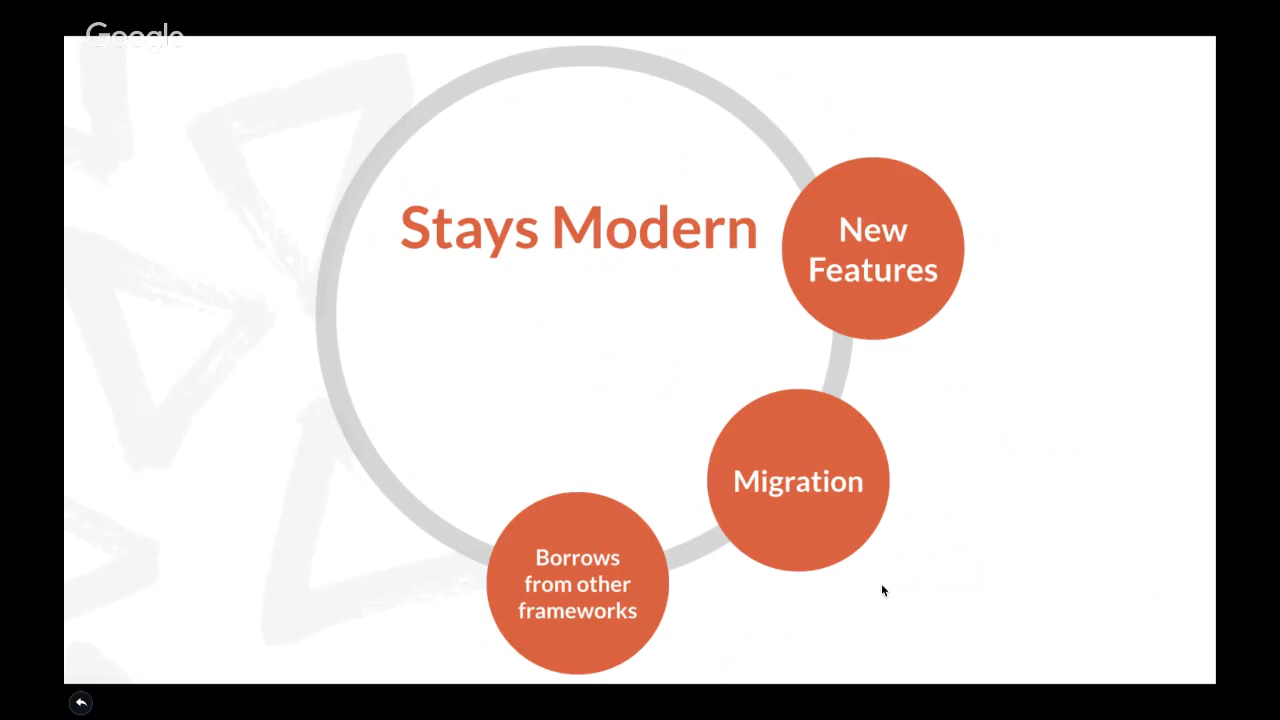 Google
Stays Modern
New
Features
Migration
Borrows
from other
frameworks